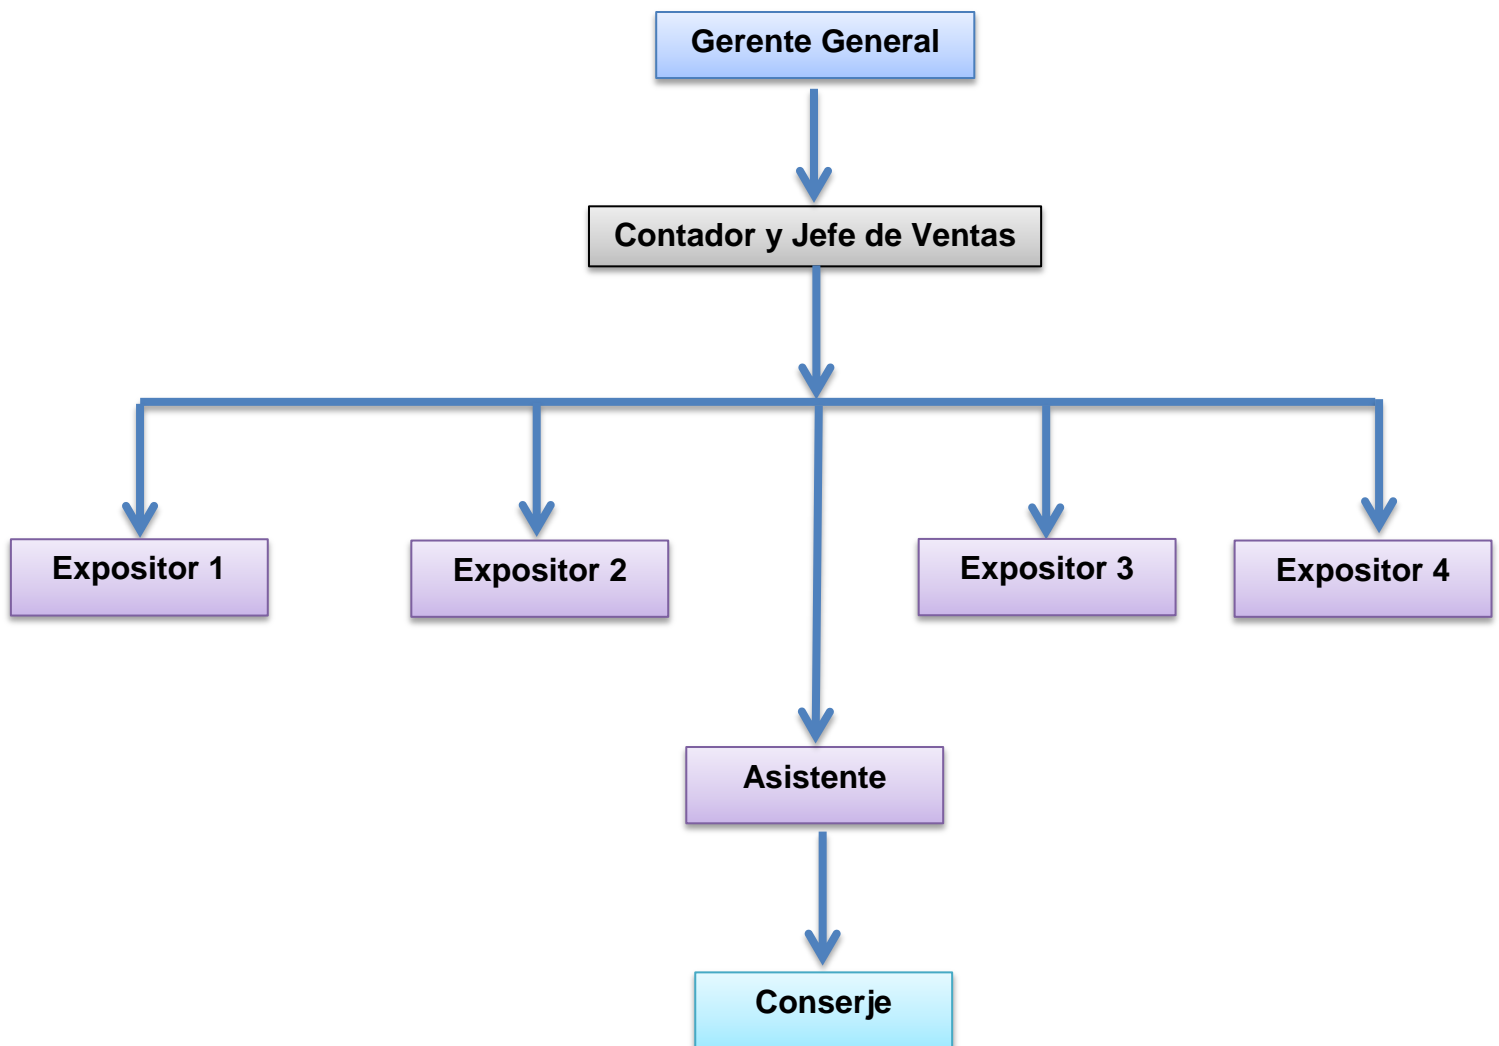 Gerente General
Contador y Jefe de Ventas
Expositor 1
Expositor 2
Expositor 3
Expositor 4
Asistente
Conserje